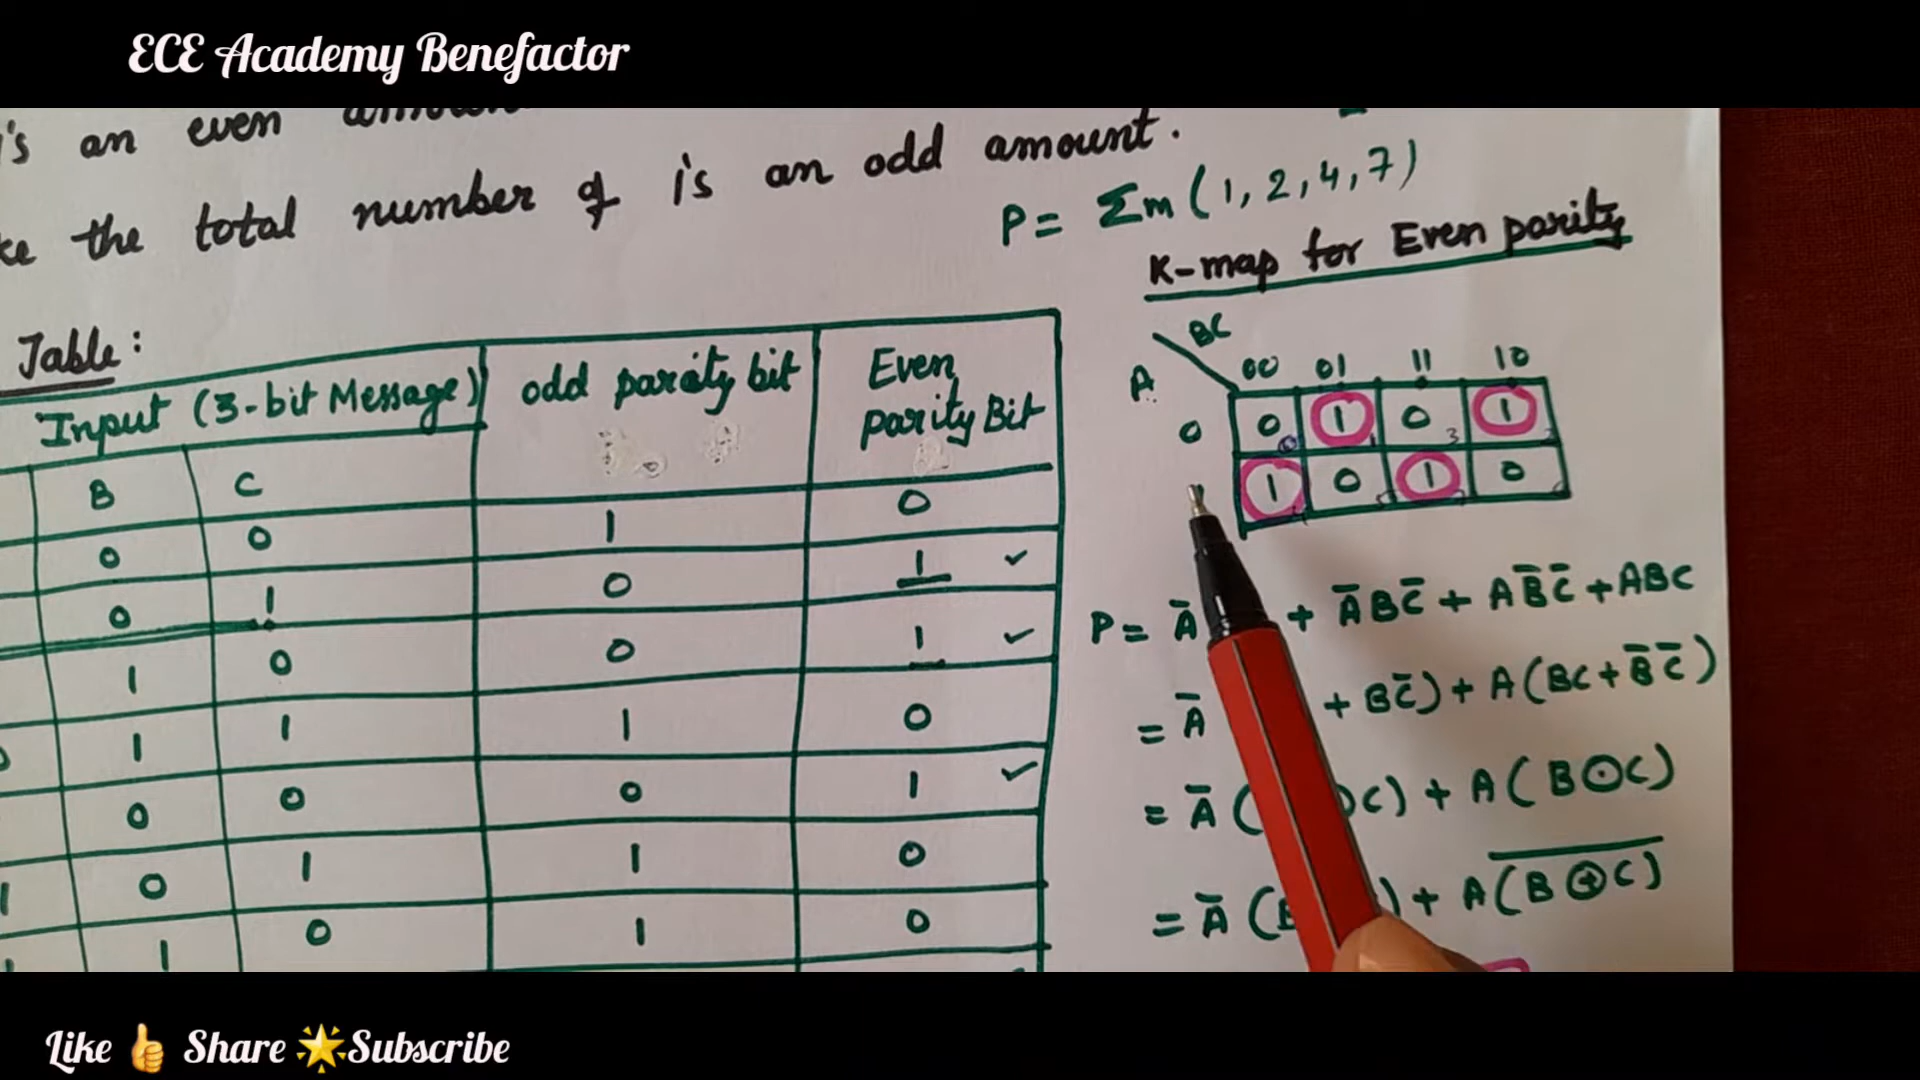 ECE Academy Benefactor
1's an even
the total number of 1's an odd amount.
P = Σm (1, 2, 4, 7)
K-map for Even parity
Table:
Input (3-bit Message) odd parity bit Even parity Bit
B C
0 0 1 0
0 1 0 1 ✓
1 0 0 1 ✓
1 1 1 0
0 0 0 1 ✓
1 0 1 1 0
1 0 1 0
BC
A 00 01 11 10
0 0 1 0 1
1 0 1 0
P = A̅ + A̅BC̅ + AB̅C̅ + ABC
= A̅ + BC̅) + A(BC + B̅C̅)
= A̅ ( C) + A(B⊙C)
= A̅ ( ) + A(B⊕C)̅
Like 👍 Share 🌟Subscribe